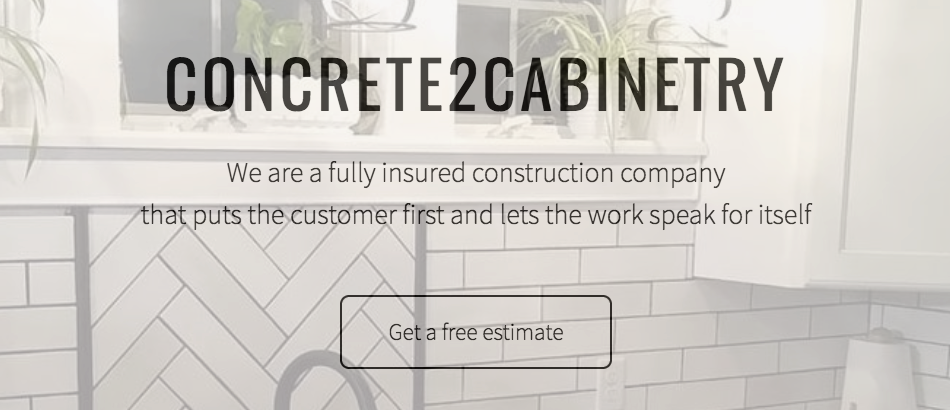 CONCRETE2CABINETRY
We are a fully insured construction company
that puts the customer first and lets the work speak for itself
Get a free estimate